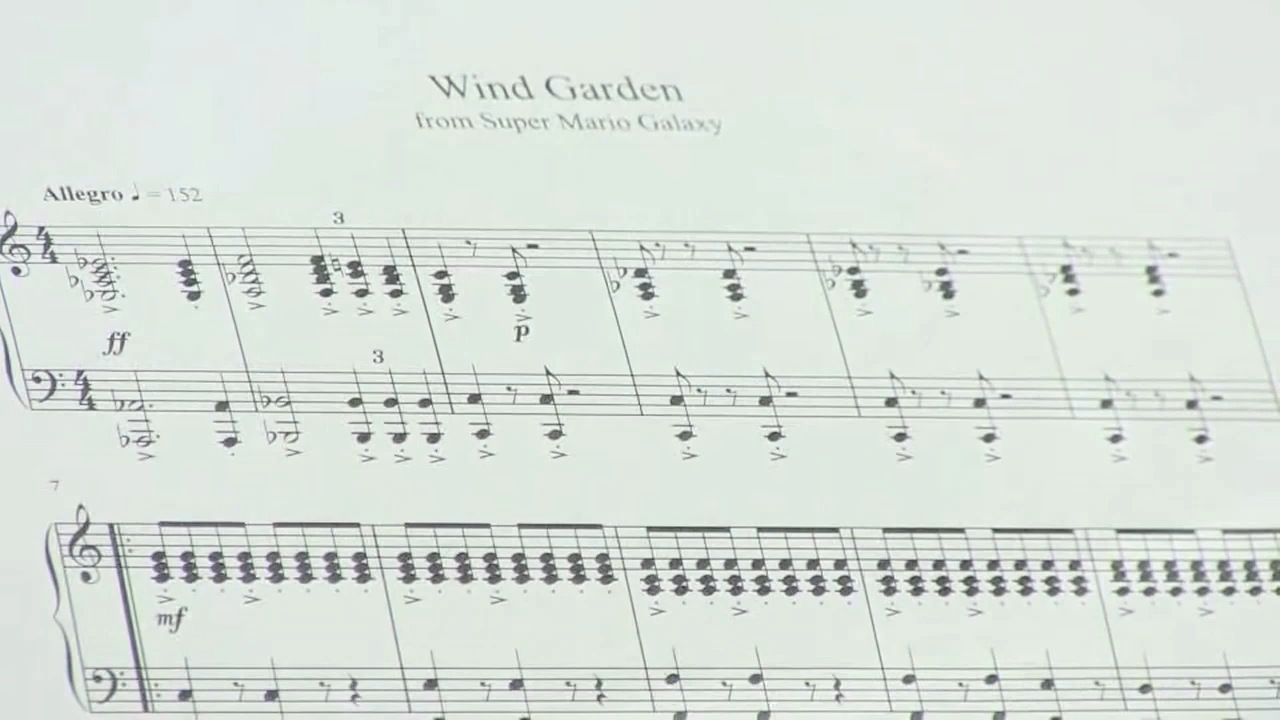 Wind Garden
from Super Mario Galaxy
Allegro ♩ = 152
3
ff
p
3
7
mf